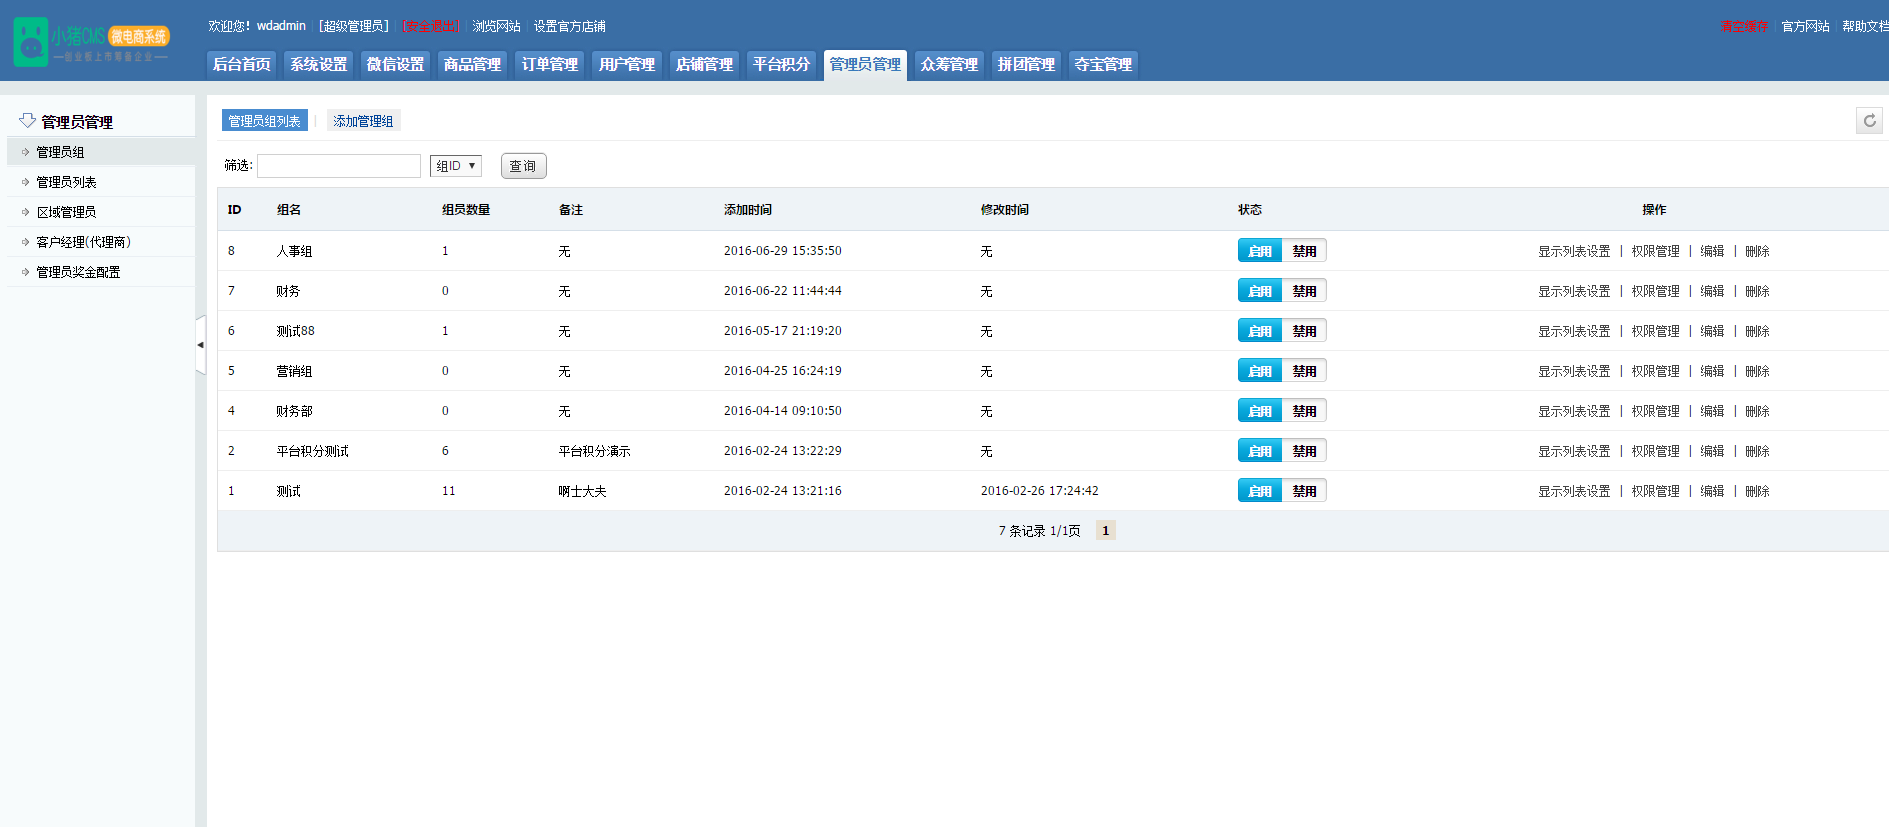 小猪CMS 微电商系统
创业板上市筹备企业
欢迎您！wdadmin [超级管理员] [安全退出] 浏览网站 设置官方店铺
清空缓存 官方网站 帮助文档
后台首页 系统设置 微信设置 商品管理 订单管理 用户管理 店铺管理 平台积分 管理员管理 众筹管理 拼团管理 夺宝管理
管理员管理
管理员组
管理员列表
区域管理员
客户经理(代理商)
管理员奖金配置
管理员组列表 | 添加管理组
筛选: 组ID ▼ 查询
ID 组名 组员数量 备注 添加时间 修改时间 状态 操作
8 人事组 1 无 2016-06-29 15:35:50 无 启用 禁用 显示列表设置 | 权限管理 | 编辑 | 删除
7 财务 0 无 2016-06-22 11:44:44 无 启用 禁用 显示列表设置 | 权限管理 | 编辑 | 删除
6 测试88 1 无 2016-05-17 21:19:20 无 启用 禁用 显示列表设置 | 权限管理 | 编辑 | 删除
5 营销组 0 无 2016-04-25 16:24:19 无 启用 禁用 显示列表设置 | 权限管理 | 编辑 | 删除
4 财务部 0 无 2016-04-14 09:10:50 无 启用 禁用 显示列表设置 | 权限管理 | 编辑 | 删除
2 平台积分测试 6 平台积分演示 2016-02-24 13:22:29 无 启用 禁用 显示列表设置 | 权限管理 | 编辑 | 删除
1 测试 11 啊士大夫 2016-02-24 13:21:16 2016-02-26 17:24:42 启用 禁用 显示列表设置 | 权限管理 | 编辑 | 删除
7 条记录 1/1页 1